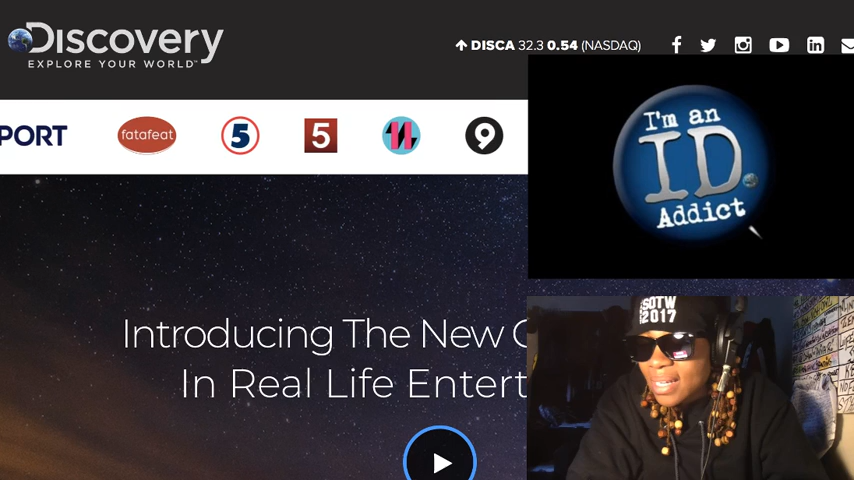 Discovery
EXPLORE YOUR WORLD™
DISCA 32.3 0.54 (NASDAQ)
PORT
fatafeat
5
5
9
I'm an
ID
Addict
Introducing The New
In Real Life Entert
SOTW
2017